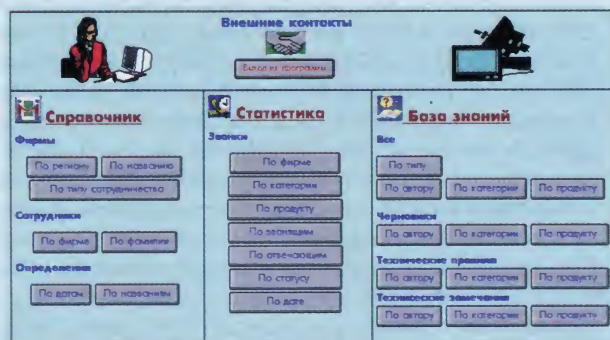 Внешние контакты
Выход из программы
Справочник
Фирмы
По региону По названию
По типу сотрудничества
Сотрудники
По фирме По фамилии
Определения
По датам По названиям
Статистика
Звонки
По фирме
По категории
По продукту
По звонящим
По отвечающим
По статусу
По дате
База знаний
Все
По типу
По автору По категории По продукту
Черновики
По автору По категории По продукту
Технические правила
По автору По категории По продукту
Технические замечания
По автору По категории По продукту